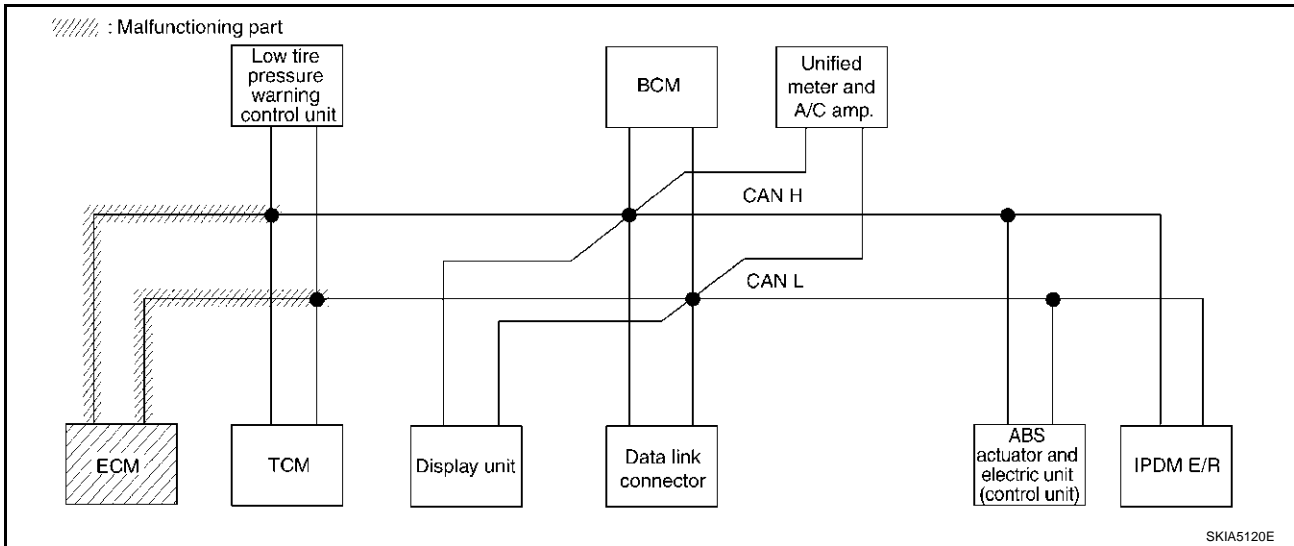 : Malfunctioning part
Low tire
pressure
warning
control unit
BCM
Unified
meter and
A/C amp.
CAN H
CAN L
ECM
TCM
Display unit
Data link
connector
ABS
actuator and
electric unit
(control unit)
IPDM E/R
SKIA5120E